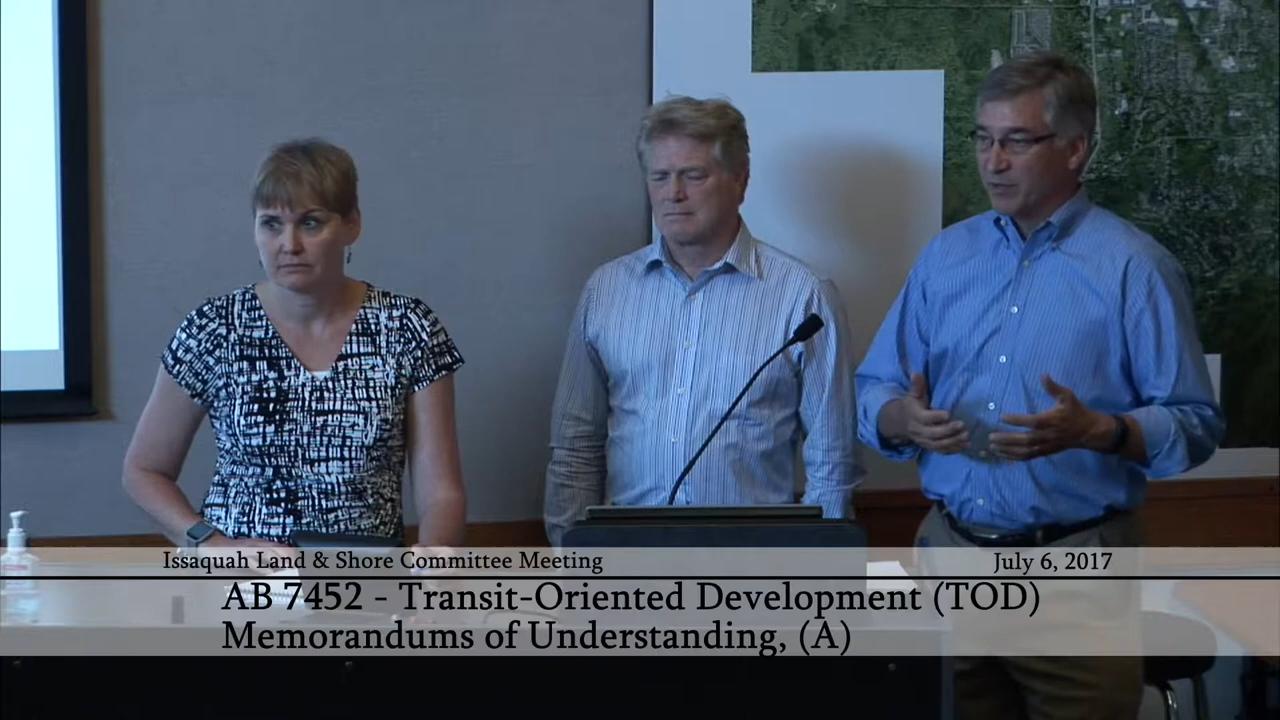 Issaquah Land & Shore Committee Meeting
July 6, 2017
AB 7452 - Transit-Oriented Development (TOD)
Memorandums of Understanding, (A)